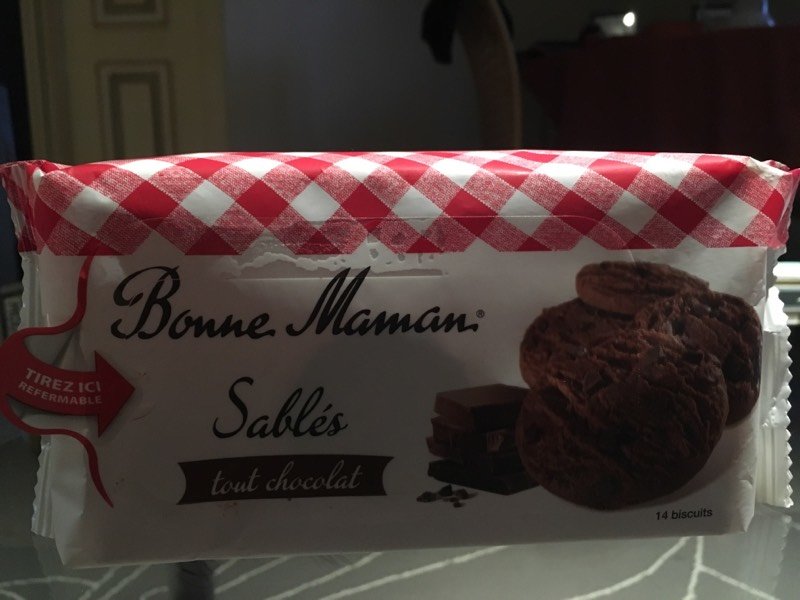 Bonne Maman®
TIREZ ICI
REFERMABLE
Sablés
tout chocolat
14 biscuits